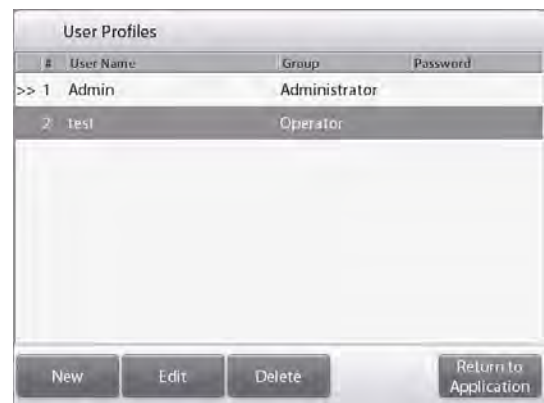 User Profiles
# User Name Group Password
>> 1 Admin Administrator
2 test Operator
New Edit Delete Return to
Application